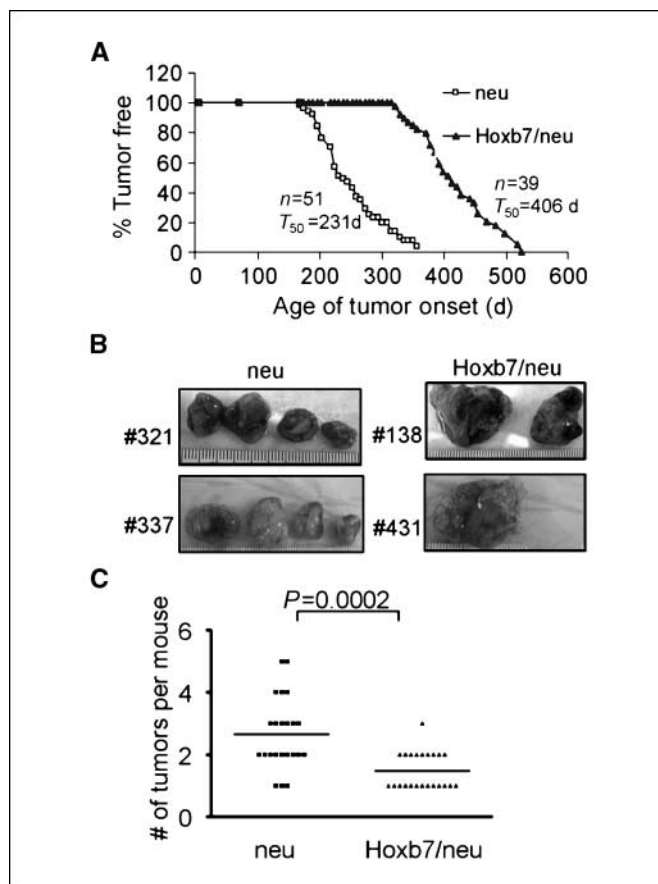 A
120
100
80
60
40
20
0
% Tumor free
neu
Hoxb7/neu
n=51
T50 =231d
n=39
T50=406 d
0 100 200 300 400 500 600
Age of tumor onset (d)
B
neu
Hoxb7/neu
#321
#138
#337
#431
C
P=0.0002
6
4
2
0
# of tumors per mouse
neu
Hoxb7/neu